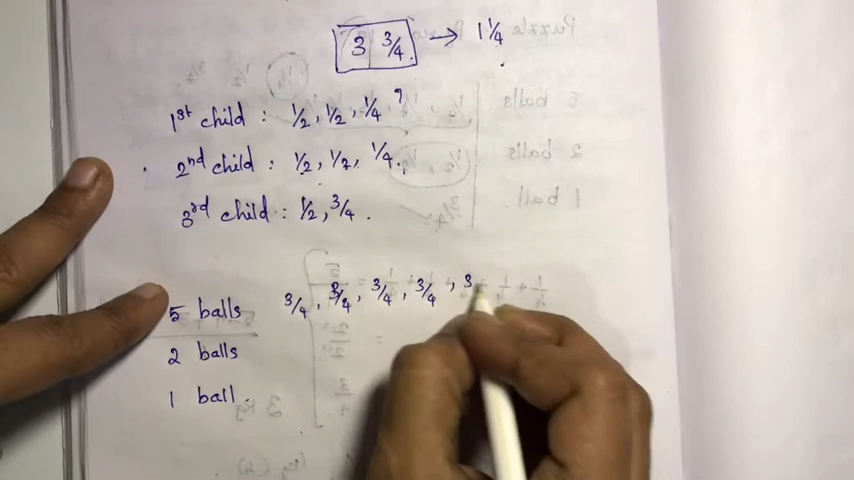 3 3/4 → 1 1/4
1st child : 1/2, 1/2, 1/4
2nd child : 1/2, 1/2, 1/4.
3rd child : 1/2, 3/4.
5 balls 3/4, 3/4, 3/4, 3/4, 3
2 balls
1 ball.